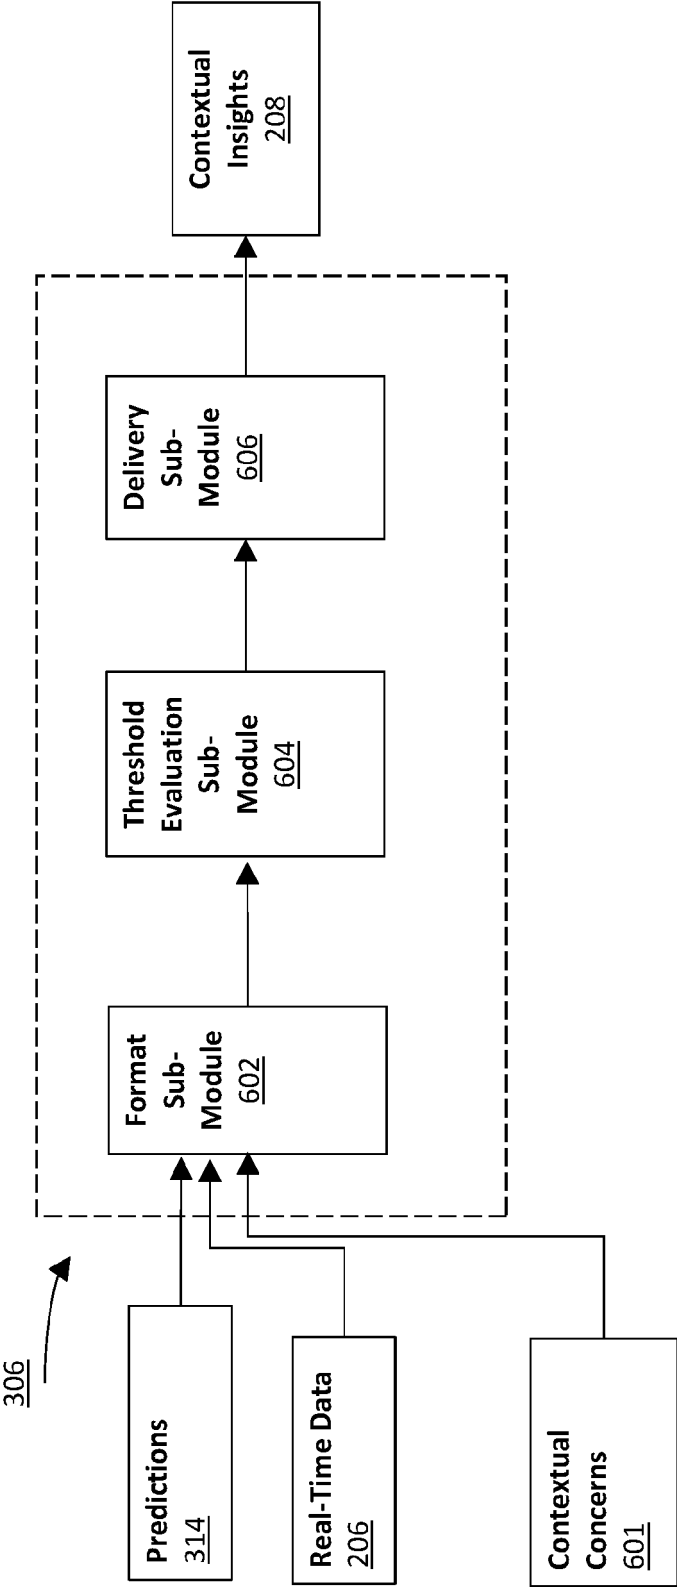 306
Predictions
314
Real-Time Data
206
Contextual
Concerns
601
Format
Sub-
Module
602
Threshold
Evaluation
Sub-
Module
604
Delivery
Sub-
Module
606
Contextual
Insights
208